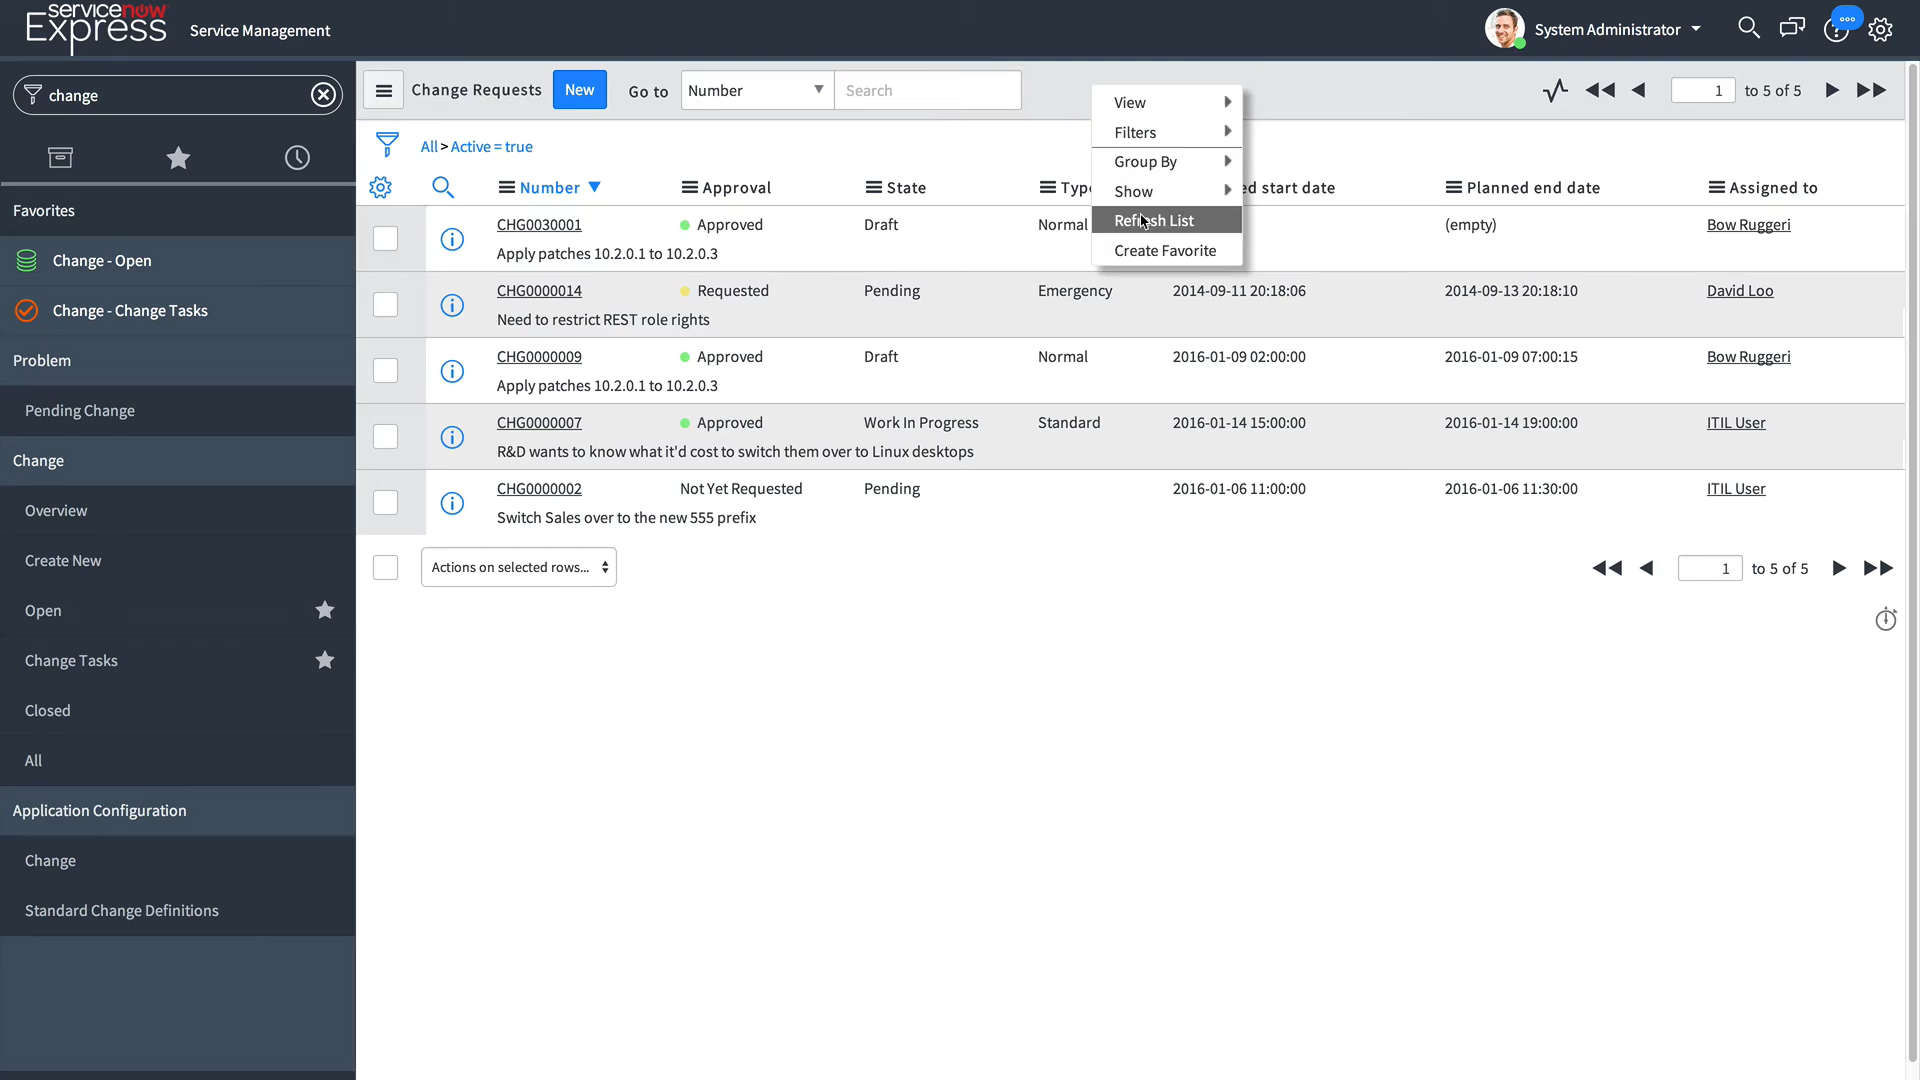 servicenow
Express
Service Management
System Administrator
change
Change Requests
New
Go to
Number
Search
1
to 5 of 5
All > Active = true
Number
Approval
State
Type
d start date
Planned end date
Assigned to
View
Filters
Group By
Show
Refresh List
Create Favorite
CHG0030001
Approved
Draft
Normal
(empty)
Bow Ruggeri
Apply patches 10.2.0.1 to 10.2.0.3
CHG0000014
Requested
Pending
Emergency
2014-09-11 20:18:06
2014-09-13 20:18:10
David Loo
Need to restrict REST role rights
CHG0000009
Approved
Draft
Normal
2016-01-09 02:00:00
2016-01-09 07:00:15
Bow Ruggeri
Apply patches 10.2.0.1 to 10.2.0.3
CHG0000007
Approved
Work In Progress
Standard
2016-01-14 15:00:00
2016-01-14 19:00:00
ITIL User
R&D wants to know what it'd cost to switch them over to Linux desktops
CHG0000002
Not Yet Requested
Pending
2016-01-06 11:00:00
2016-01-06 11:30:00
ITIL User
Switch Sales over to the new 555 prefix
Actions on selected rows...
1
to 5 of 5
Favorites
Change - Open
Change - Change Tasks
Problem
Pending Change
Change
Overview
Create New
Open
Change Tasks
Closed
All
Application Configuration
Change
Standard Change Definitions